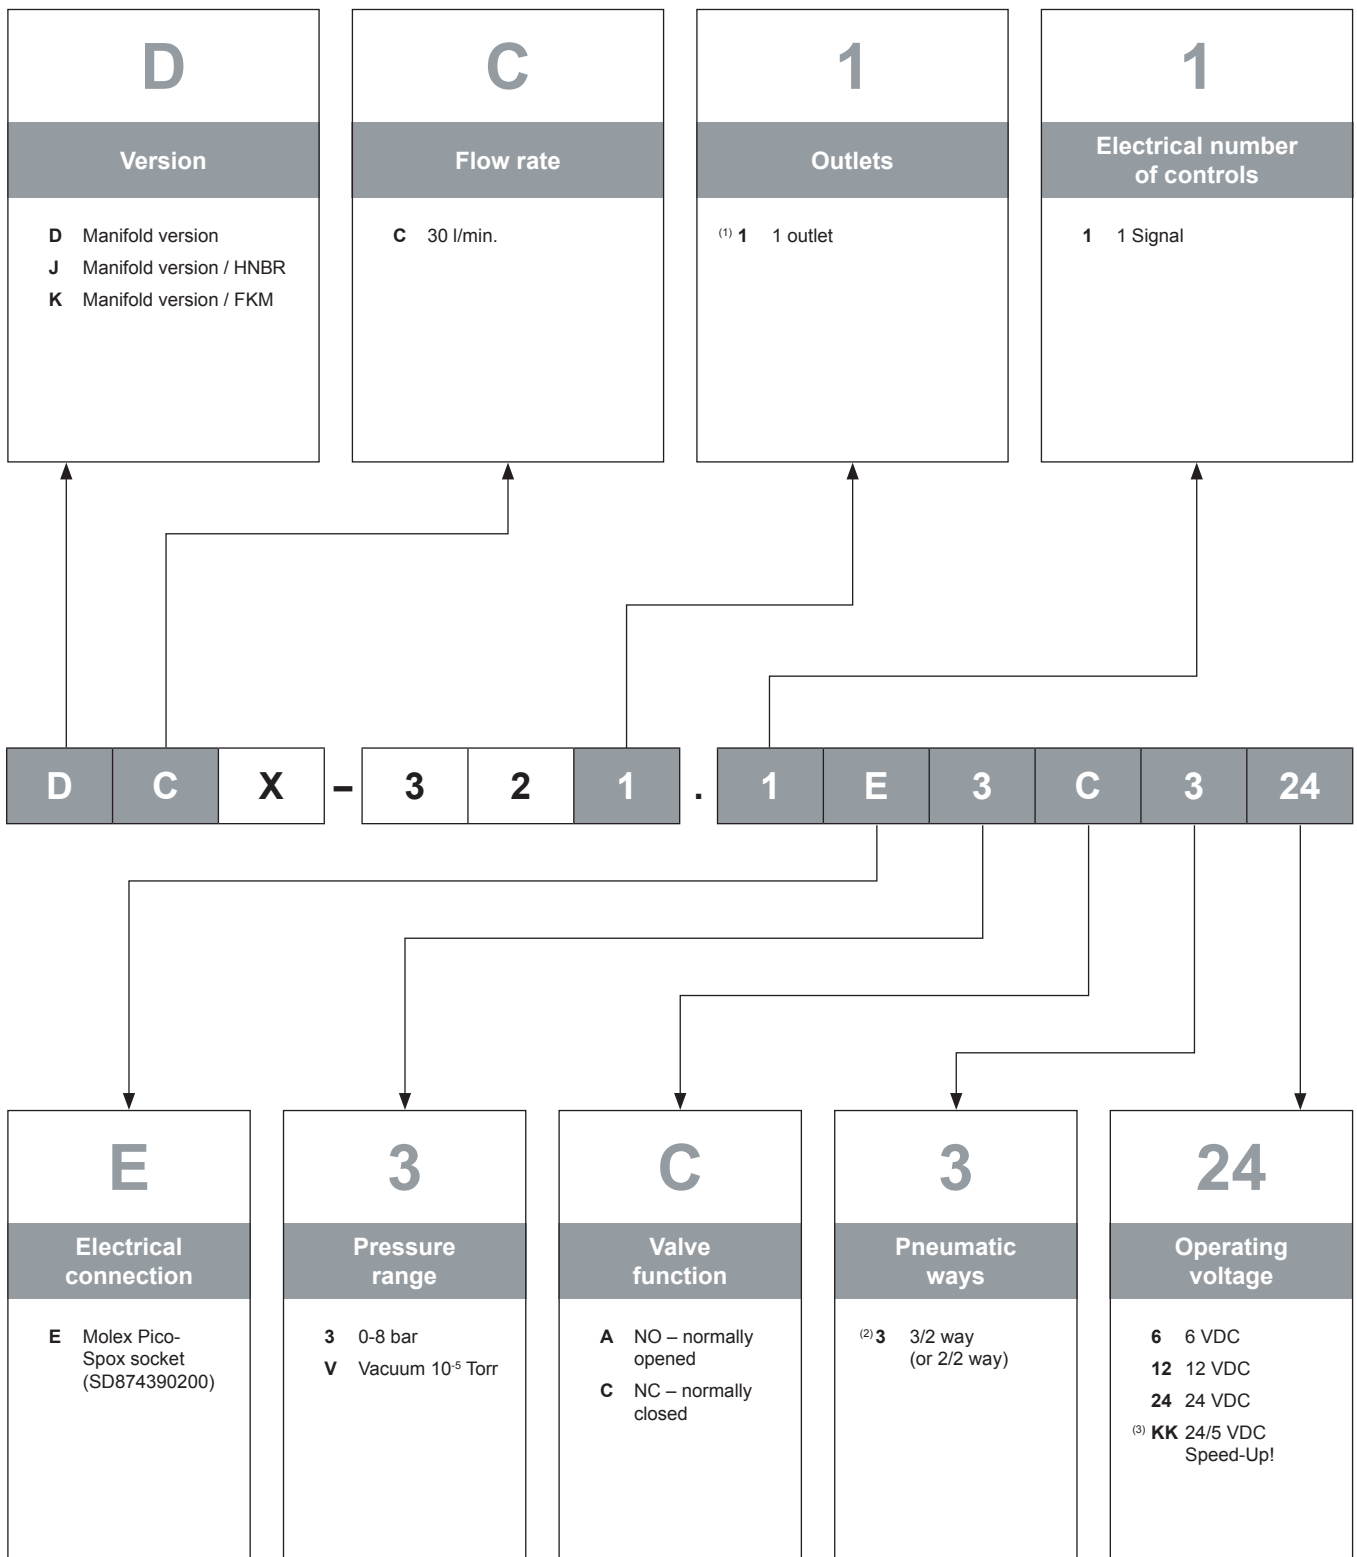 D
Version
D Manifold version
J Manifold version / HNBR
K Manifold version / FKM
C
Flow rate
C 30 l/min.
1
Outlets
(1) 1 1 outlet
1
Electrical number
of controls
1 1 Signal
D C X – 3 2 1 . 1 E 3 C 3 24
E
Electrical
connection
E Molex Pico-
Spox socket
(SD874390200)
3
Pressure
range
3 0-8 bar
V Vacuum 10-5 Torr
C
Valve
function
A NO – normally
opened
C NC – normally
closed
3
Pneumatic
ways
(2) 3 3/2 way
(or 2/2 way)
24
Operating
voltage
6 6 VDC
12 12 VDC
24 24 VDC
(3) KK 24/5 VDC
Speed-Up!